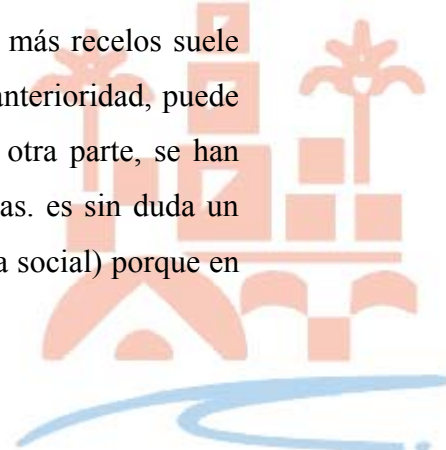 más recelos suele
anterioridad, puede
otra parte, se han
as. es sin duda un
a social) porque en